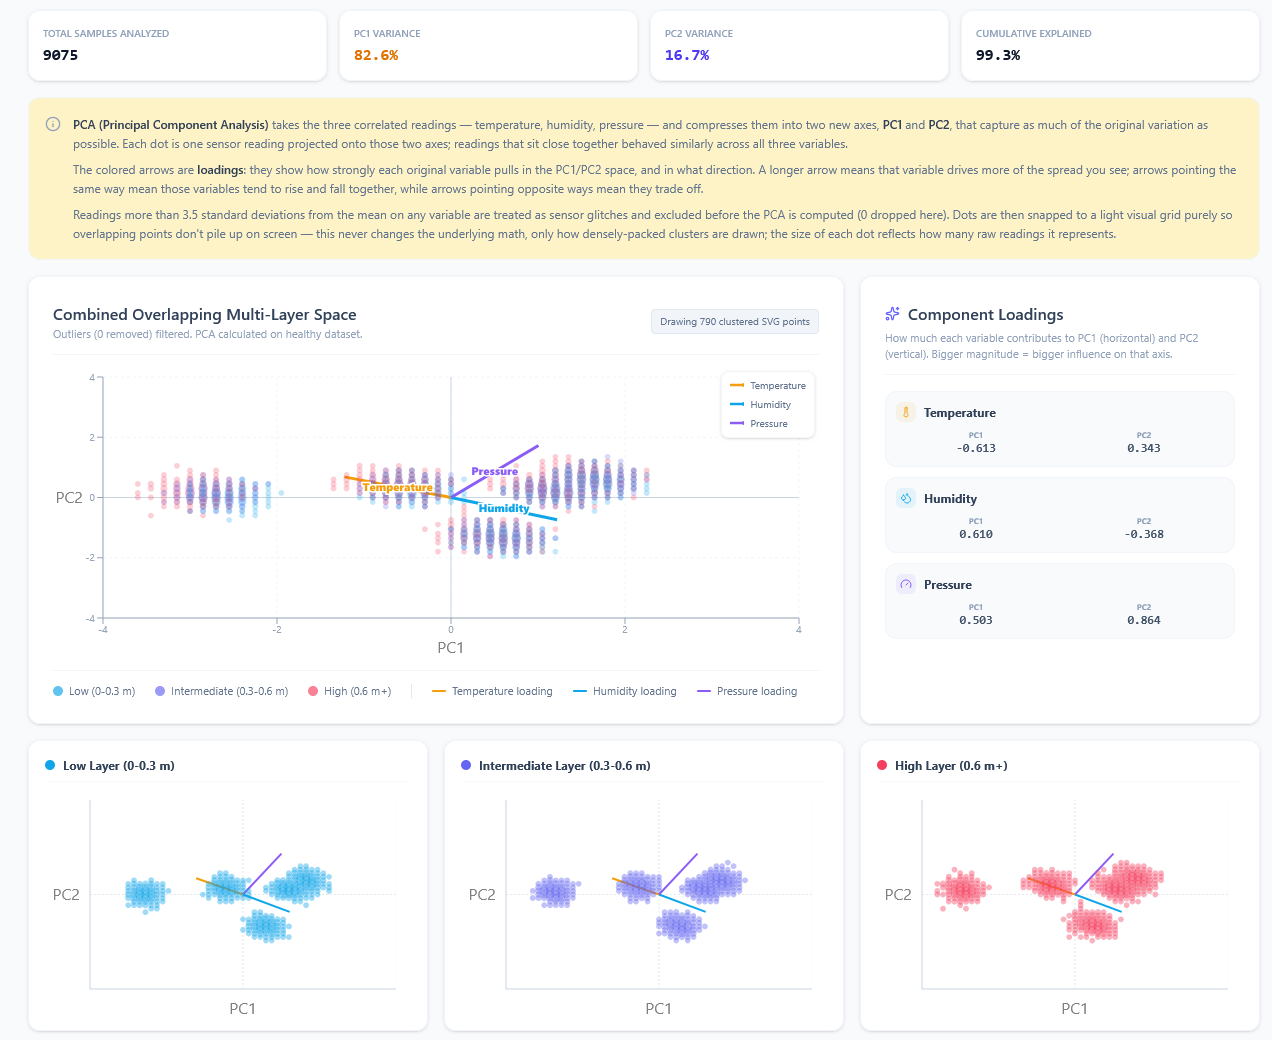 TOTAL SAMPLES ANALYZED
9075
PC1 VARIANCE
82.6%
PC2 VARIANCE
16.7%
CUMULATIVE EXPLAINED
99.3%
PCA (Principal Component Analysis) takes the three correlated readings — temperature, humidity, pressure — and compresses them into two new axes, PC1 and PC2, that capture as much of the original variation as
possible. Each dot is one sensor reading projected onto those two axes; readings that sit close together behaved similarly across all three variables.
The colored arrows are loadings: they show how strongly each original variable pulls in the PC1/PC2 space, and in what direction. A longer arrow means that variable drives more of the spread you see; arrows pointing the
same way mean those variables tend to rise and fall together, while arrows pointing opposite ways mean they trade off.
Readings more than 3.5 standard deviations from the mean on any variable are treated as sensor glitches and excluded before the PCA is computed (0 dropped here). Dots are then snapped to a light visual grid purely so
overlapping points don't pile up on screen — this never changes the underlying math, only how densely-packed clusters are drawn; the size of each dot reflects how many raw readings it represents.
Combined Overlapping Multi-Layer Space
Outliers (0 removed) filtered. PCA calculated on healthy dataset.
Drawing 790 clustered SVG points
4
2
PC2
0
-2
-4
-4
-2
0
2
4
PC1
Temperature
Humidity
Pressure
Pressure
Temperature
Humidity
Low (0-0.3 m)
Intermediate (0.3-0.6 m)
High (0.6 m+)
Temperature loading
Humidity loading
Pressure loading
Component Loadings
How much each variable contributes to PC1 (horizontal) and PC2
(vertical). Bigger magnitude = bigger influence on that axis.
Temperature
PC1
PC2
-0.613
0.343
Humidity
PC1
PC2
0.610
-0.368
Pressure
PC1
PC2
0.503
0.864
Low Layer (0-0.3 m)
PC2
PC1
Intermediate Layer (0.3-0.6 m)
PC2
PC1
High Layer (0.6 m+)
PC2
PC1